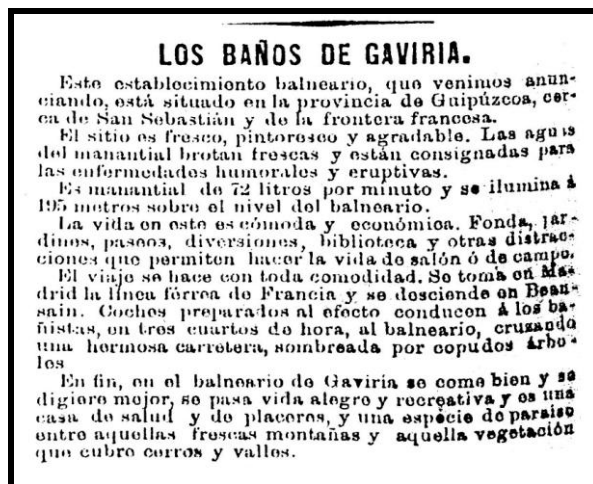 LOS BAÑOS DE GAVIRIA.
Este establecimiento balneario, que venimos anun-
ciando, está situado en la provincia de Guipúzcoa, cer-
ca de San Sebastián y de la frontera francesa.
El sitio es fresco, pintoresco y agradable. Las aguas
del manantial brotan frescas y están consignadas para
las enfermedades humorales y eruptivas.
Es manantial de 72 litros por minuto y se ilumina á
195 metros sobre el nivel del balneario.
La vida en este es cómoda y económica. Fonda, jar-
dines, paseos, diversiones, biblioteca y otras distrac-
ciones que permiten hacer la vida de salón ó de campo.
El viaje se hace con toda comodidad. Se toma en Ma-
drid la línea férrea de Francia y se desciende en Bean-
sain. Coches preparados al efecto conducen á los ba-
ñistas, en tres cuartos de hora, al balneario, cruzando
una hermosa carretera, sombreada por copudos árbo-
les
En fin, en el balneario de Gaviria se come bien y se
digiere mejor, se pasa vida alegre y recreativa y es una
casa de salud y de placeres, y una especie de paraiso
entre aquellas frescas montañas y aquella vegetación
que cubre cerros y valles.